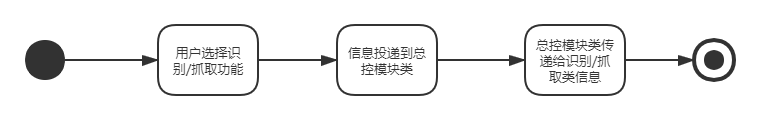 用户选择识
别/抓取功能
信息投递到总
控模块类
总控模块类传
递给识别/抓
取类信息